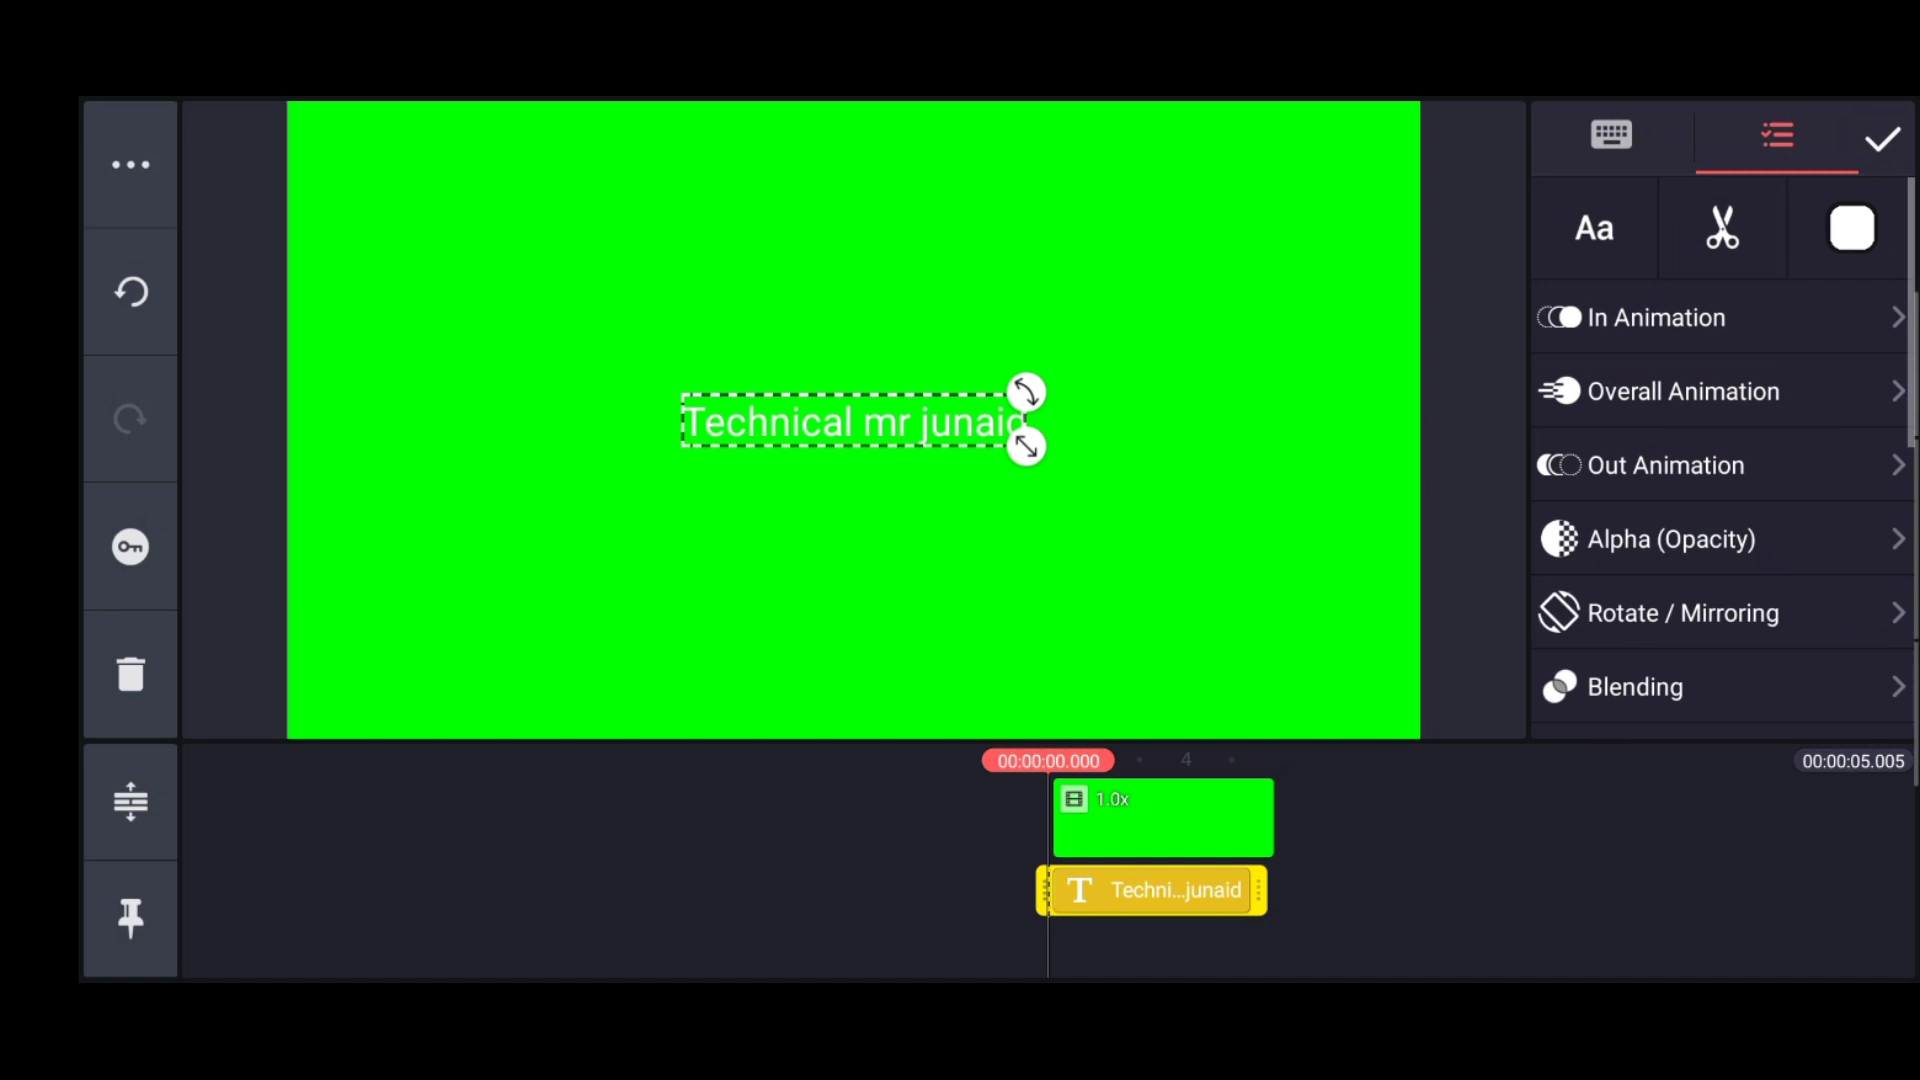 Technical mr junaid
Aa
In Animation
Overall Animation
Out Animation
Alpha (Opacity)
Rotate / Mirroring
Blending
00:00:00.000
4
00:00:05.005
1.0x
T Techni...junaid